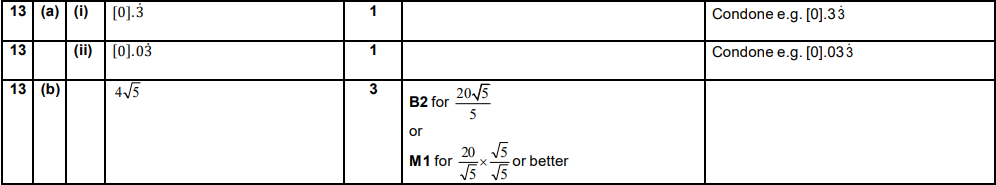 13 (a) (i) [0].3̇ 1 Condone e.g. [0].33̇
13 (ii) [0].03̇ 1 Condone e.g. [0].033̇
13 (b) 4√5 3 B2 for 20√5/5
or
M1 for 20/√5 × √5/√5 or better